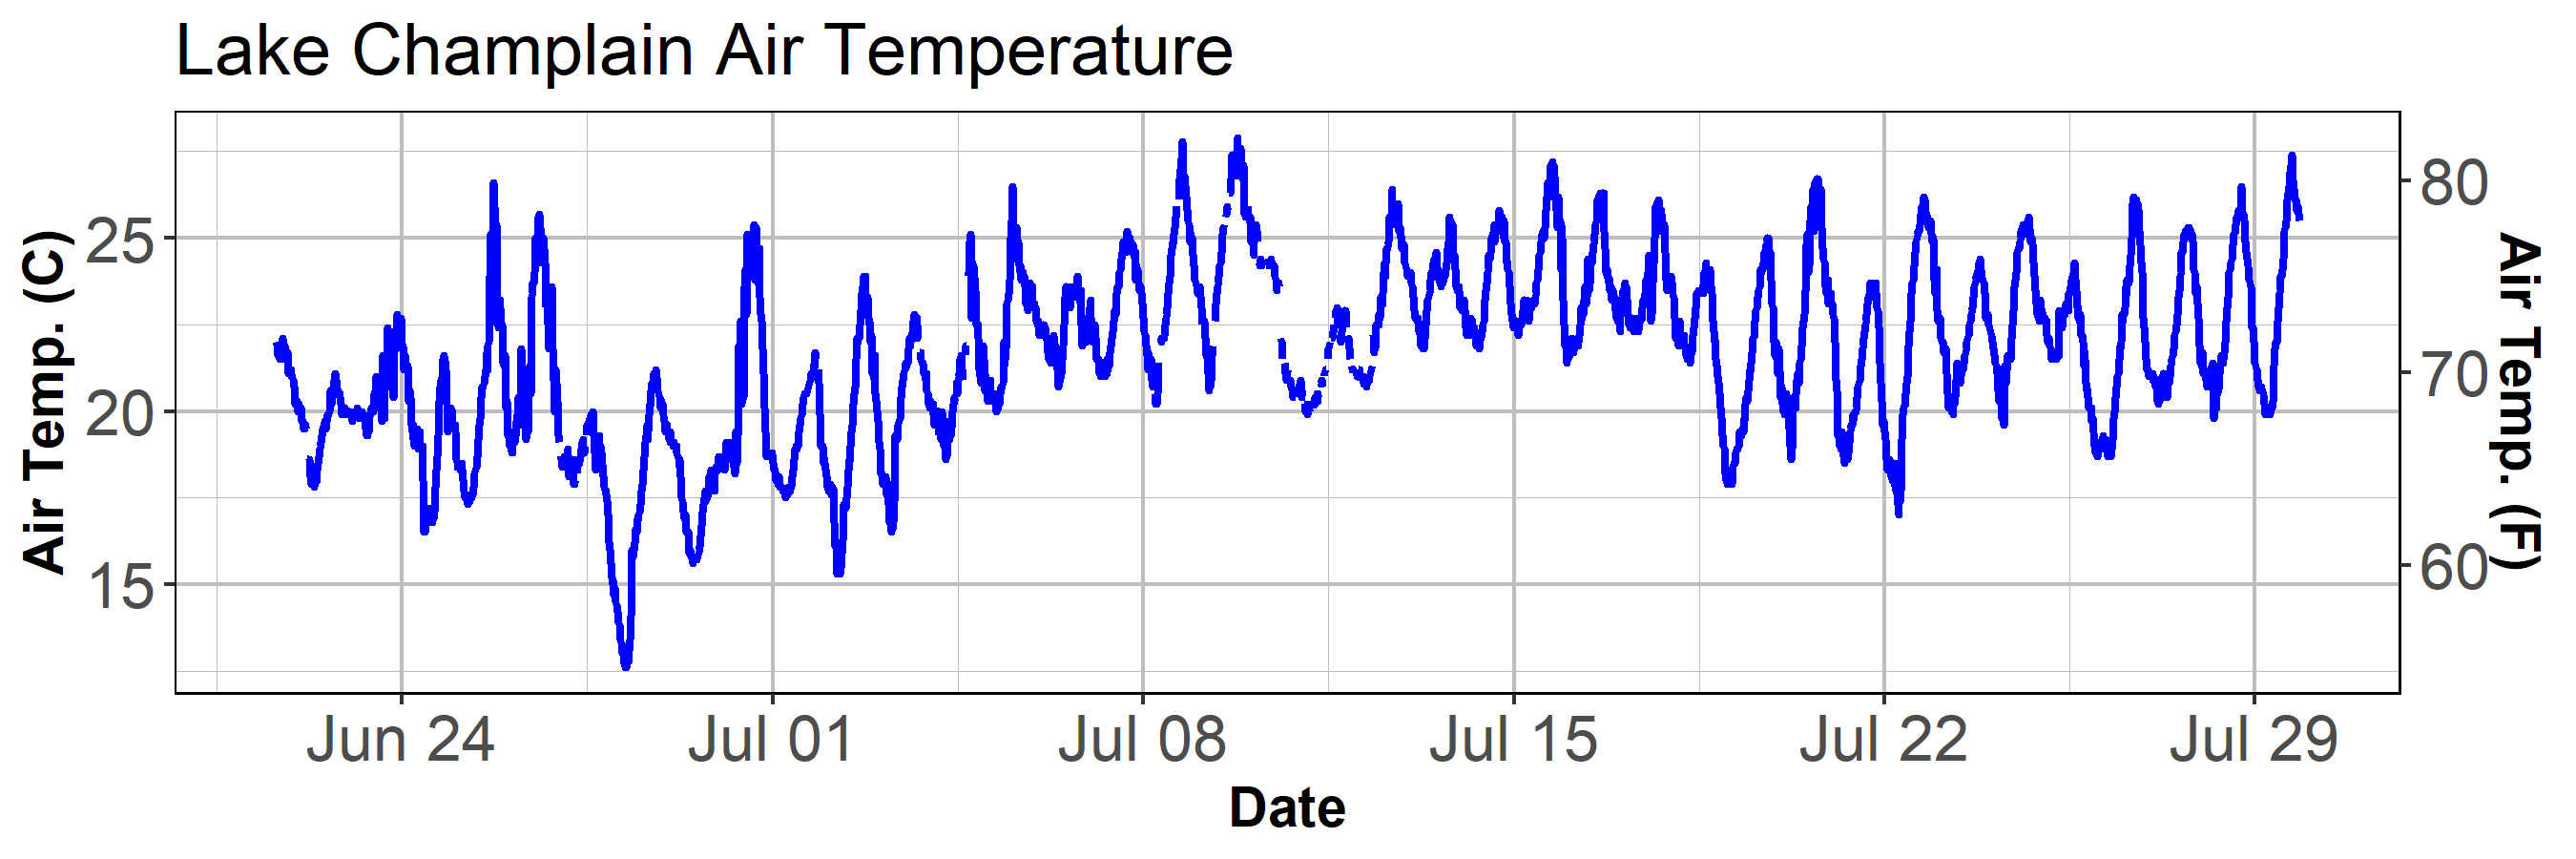 Lake Champlain Air Temperature
Air Temp. (C)
25
20
15
80
70
60
Air Temp. (F)
Jun 24
Jul 01
Jul 08
Jul 15
Jul 22
Jul 29
Date